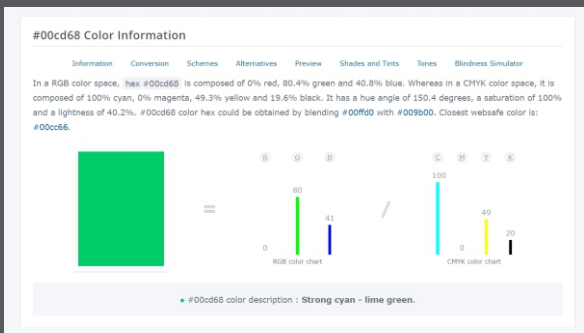 #00cd68 Color Information
Information Conversion Schemes Alternatives Preview Shades and Tints Tones Blindness Simulator
In a RGB color space, hex #00cd68 is composed of 0% red, 80.4% green and 40.8% blue. Whereas in a CMYK color space, it is
composed of 100% cyan, 0% magenta, 49.3% yellow and 19.6% black. It has a hue angle of 150.4 degrees, a saturation of 100%
and a lightness of 40.2%. #00cd68 color hex could be obtained by blending #00ffd0 with #009b00. Closest websafe color is:
#00cc66.
R G B C M Y K
100
80
49
41
20
0 0
= /
RGB color chart CMYK color chart
● #00cd68 color description : Strong cyan - lime green.